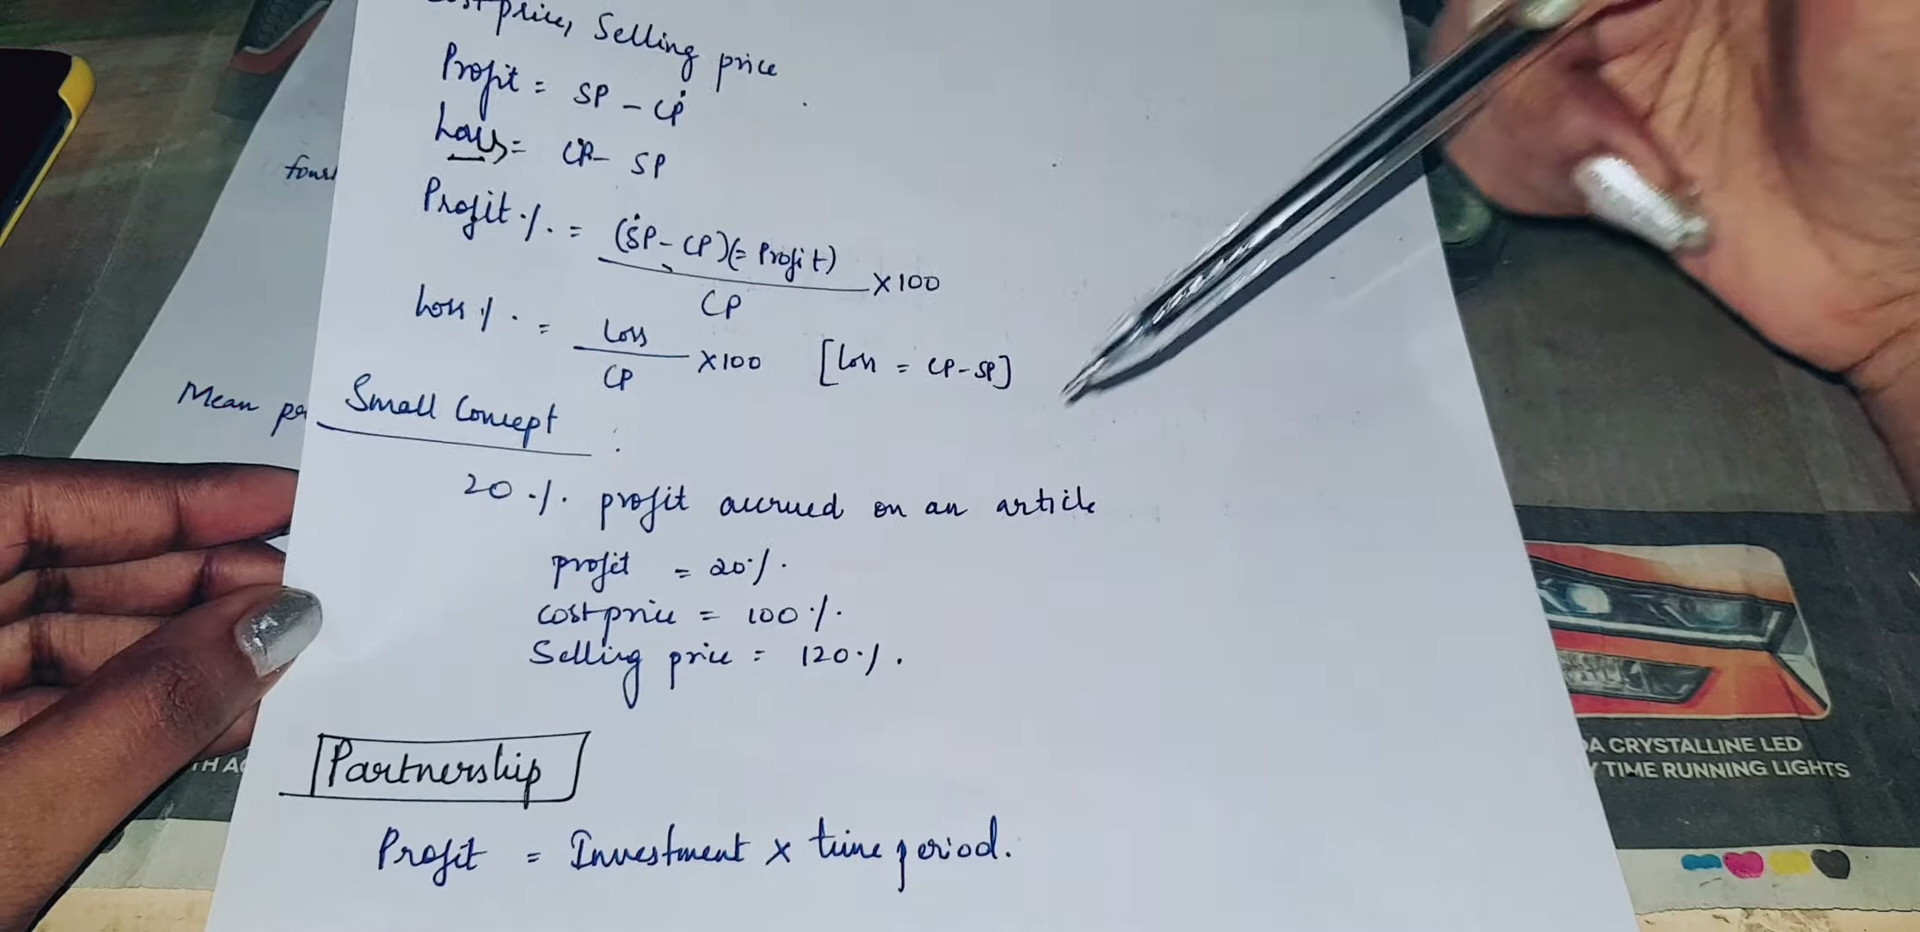 price, Selling price
Profit = SP - CP
Loss = CP - SP
Profit % = (SP - CP)(= Profit)
CP
X100
Loss % = Loss
CP
X100 [Loss = CP - SP]
Mean
Small Concept
20 % profit accrued on an article
profit = 20 %.
cost price = 100 %.
Selling price = 120 %.
Partnership
Profit = Investment x time period.
A CRYSTALLINE LED
TIME RUNNING LIGHTS